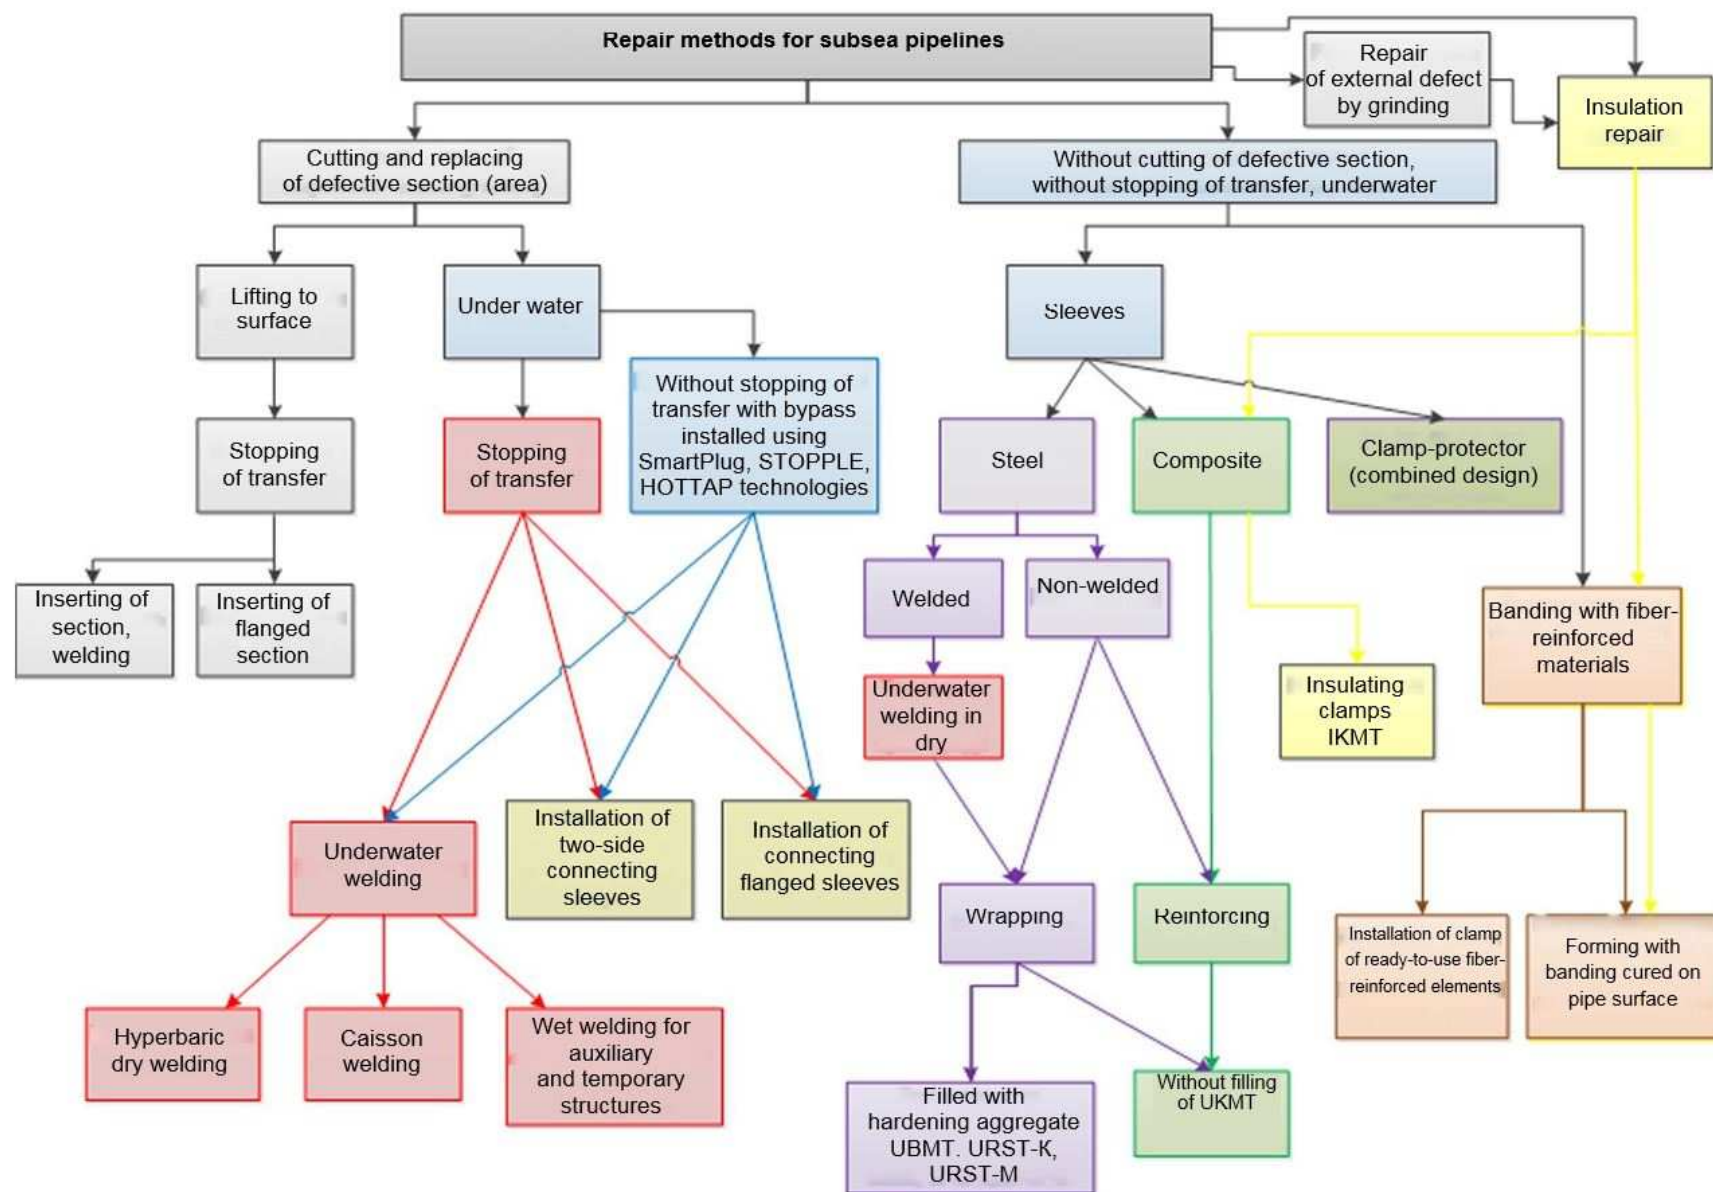 Repair methods for subsea pipelines
Repair
of external defect
by grinding
Insulation
repair
Cutting and replacing
of defective section (area)
Without cutting of defective section,
without stopping of transfer, underwater
Lifting to
surface
Under water
Sleeves
Without stopping of
transfer with bypass
installed using
SmartPlug, STOPPLE,
HOTTAP technologies
Stopping
of transfer
Stopping
of transfer
Steel
Composite
Clamp-protector
(combined design)
Inserting of
section,
welding
Inserting of
flanged
section
Welded
Non-welded
Banding with fiber-
reinforced
materials
Underwater
welding in
dry
Insulating
clamps
IKMT
Underwater
welding
Installation of
two-side
connecting
sleeves
Installation of
connecting
flanged sleeves
Wrapping
Reinforcing
Installation of clamp
of ready-to-use fiber-
reinforced elements
Forming with
banding cured on
pipe surface
Hyperbaric
dry welding
Caisson
welding
Wet welding for
auxiliary
and temporary
structures
Filled with
hardening aggregate
UBMT. URST-K,
URST-M
Without filling
of UKMT